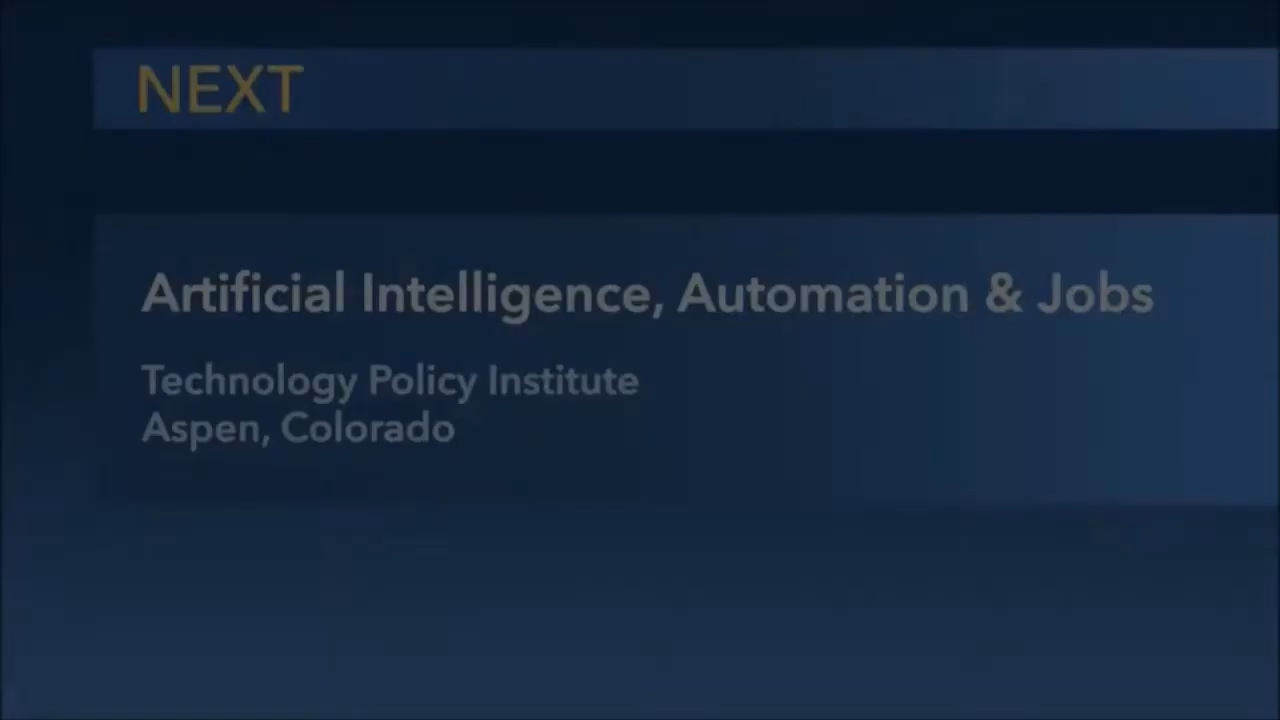 NEXT
Artificial Intelligence, Automation & Jobs
Technology Policy Institute
Aspen, Colorado